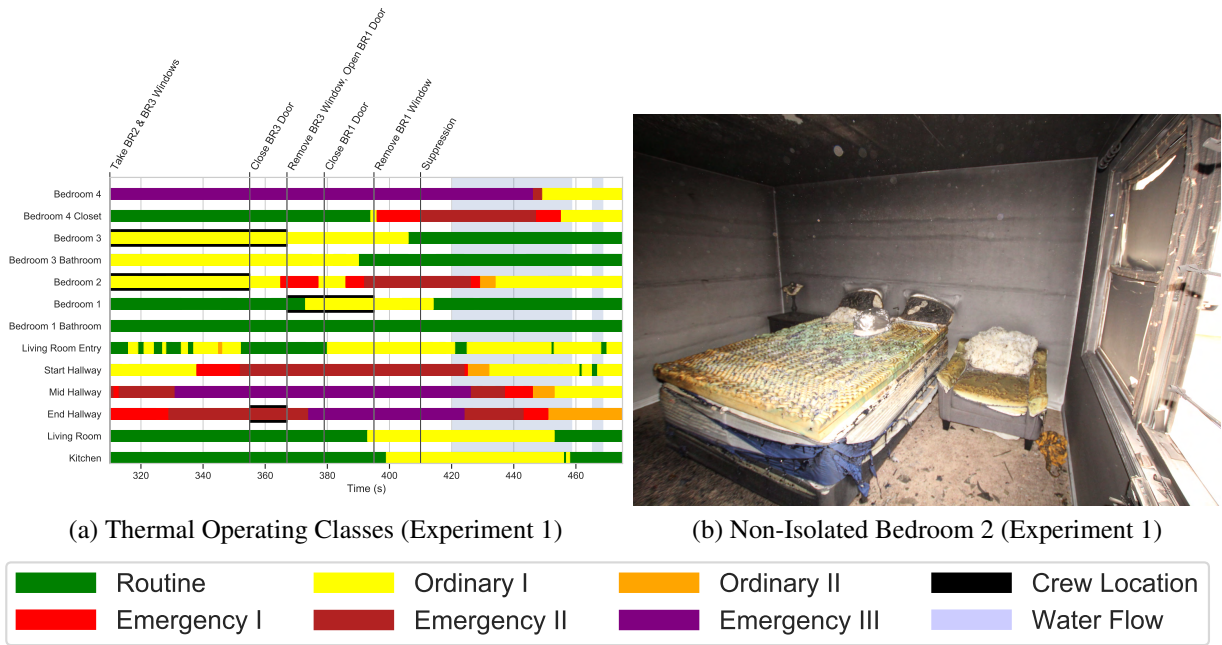 Take BR2 & BR3 Windows
Close BR3 Door
Remove BR3 Window, Open BR1 Door
Close BR1 Door
Remove BR1 Window
Suppression
Bedroom 4
Bedroom 4 Closet
Bedroom 3
Bedroom 3 Bathroom
Bedroom 2
Bedroom 1
Bedroom 1 Bathroom
Living Room Entry
Start Hallway
Mid Hallway
End Hallway
Living Room
Kitchen
320 340 360 380 400 420 440 460
Time (s)
(a) Thermal Operating Classes (Experiment 1)
(b) Non-Isolated Bedroom 2 (Experiment 1)
Routine Ordinary I Ordinary II Crew Location
Emergency I Emergency II Emergency III Water Flow